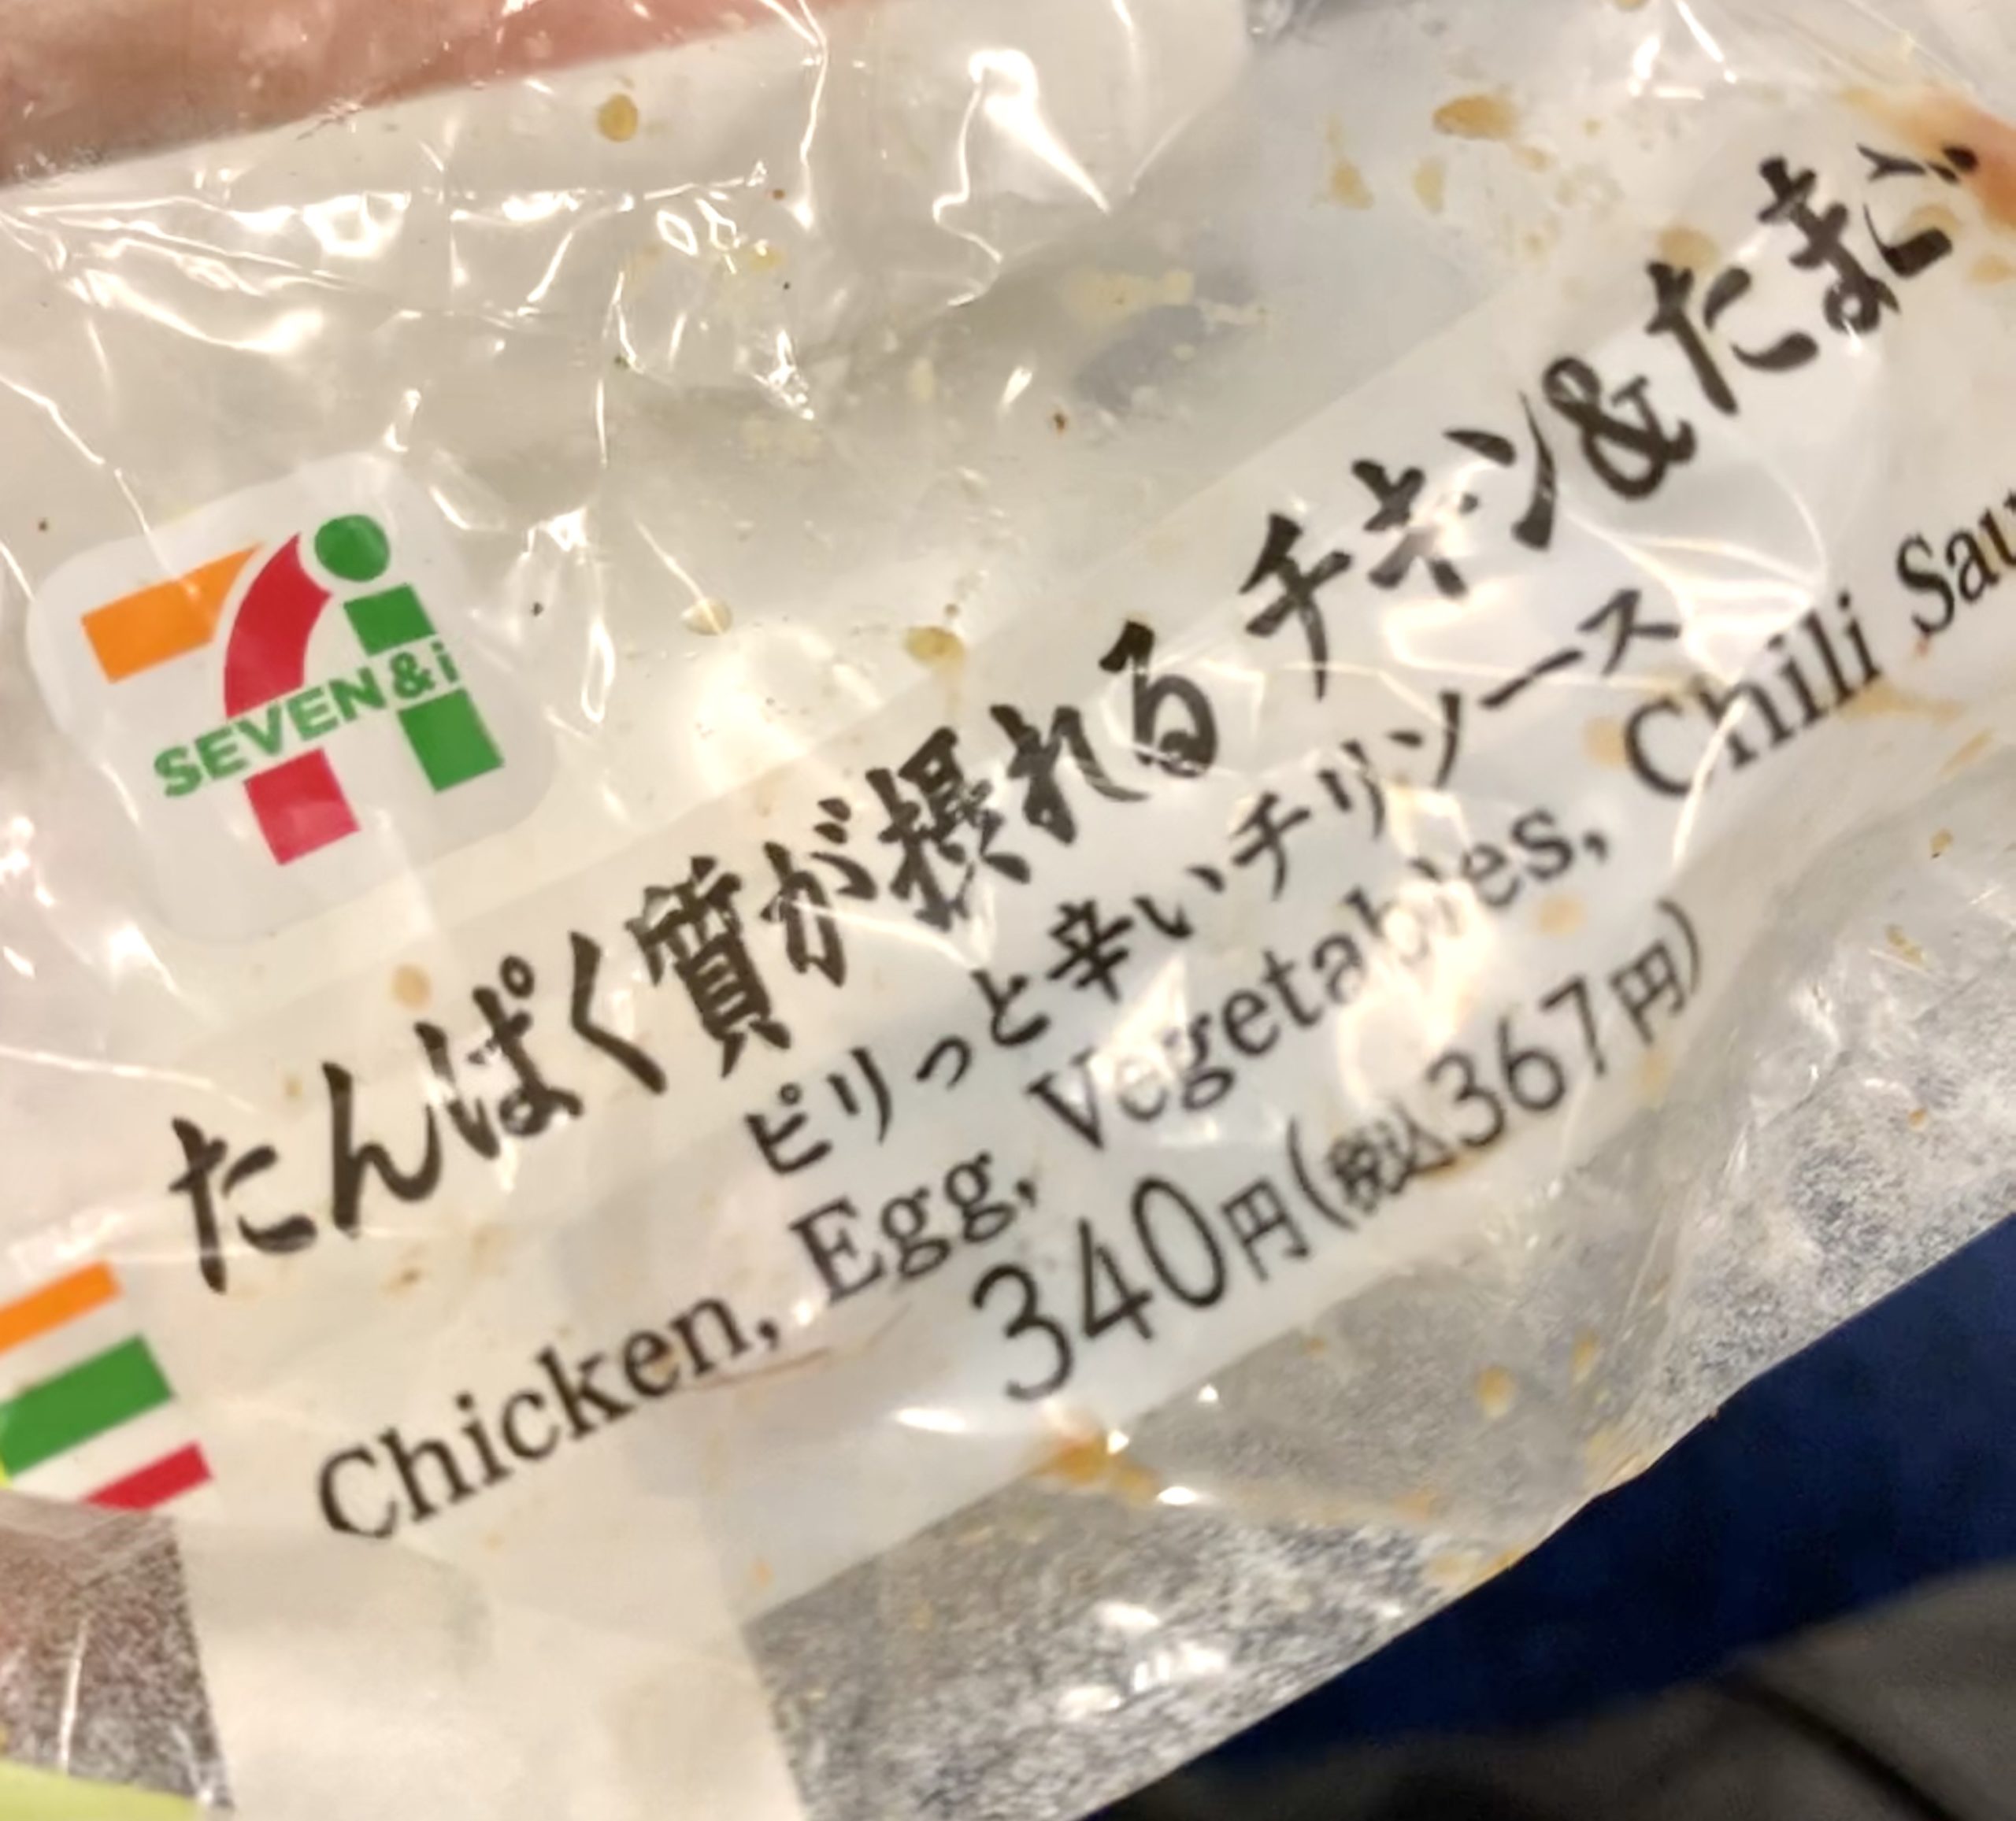 SEVEN&i
たんぱく質が摂れる チキン&たまご
ピリっと辛いチリソース
Chicken, Egg, Vegetables, Chili Sau
340円(税込367円)